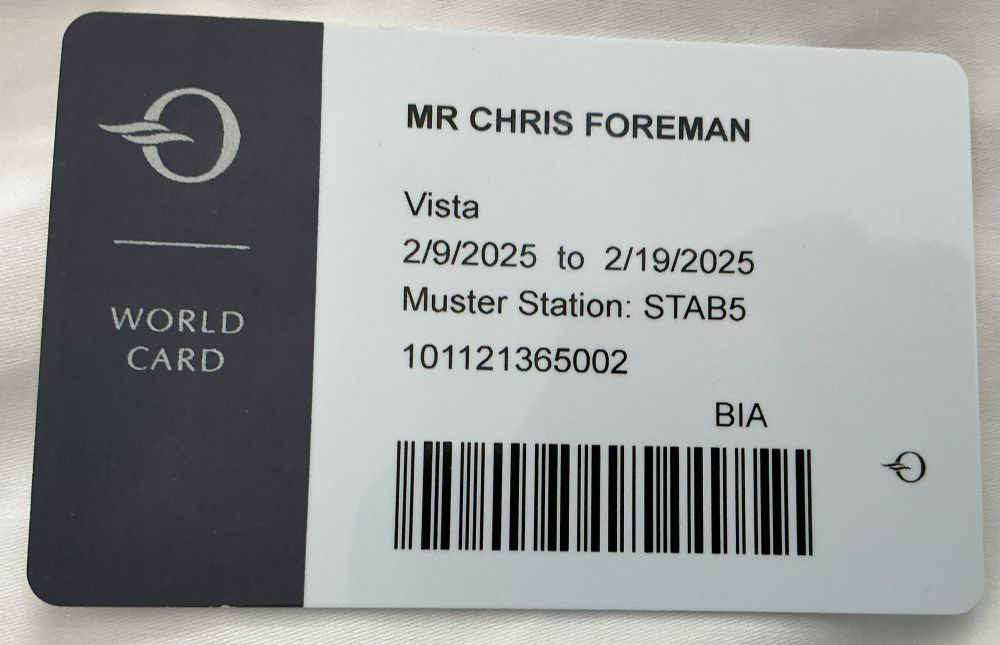 WORLD
CARD
MR CHRIS FOREMAN
Vista
2/9/2025 to 2/19/2025
Muster Station: STAB5
101121365002
BIA